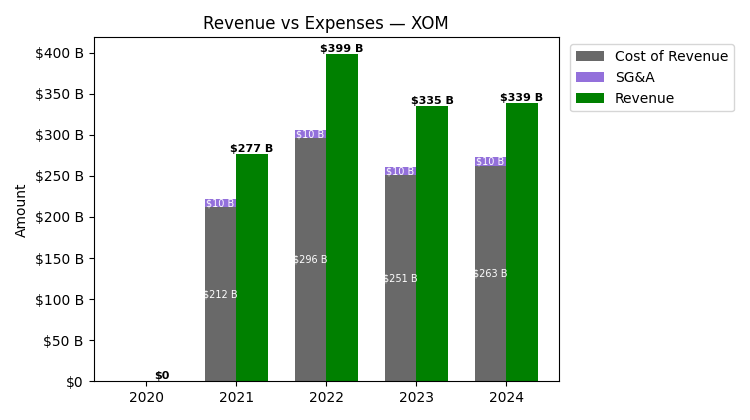 Revenue vs Expenses — XOM
$400 B
$350 B
$300 B
$250 B
$200 B
$150 B
$100 B
$50 B
$0
Amount
$0
$277 B
$399 B
$335 B
$339 B
$10 B
$10 B
$10 B
$10 B
$212 B
$296 B
$251 B
$263 B
2020
2021
2022
2023
2024
Cost of Revenue
SG&A
Revenue